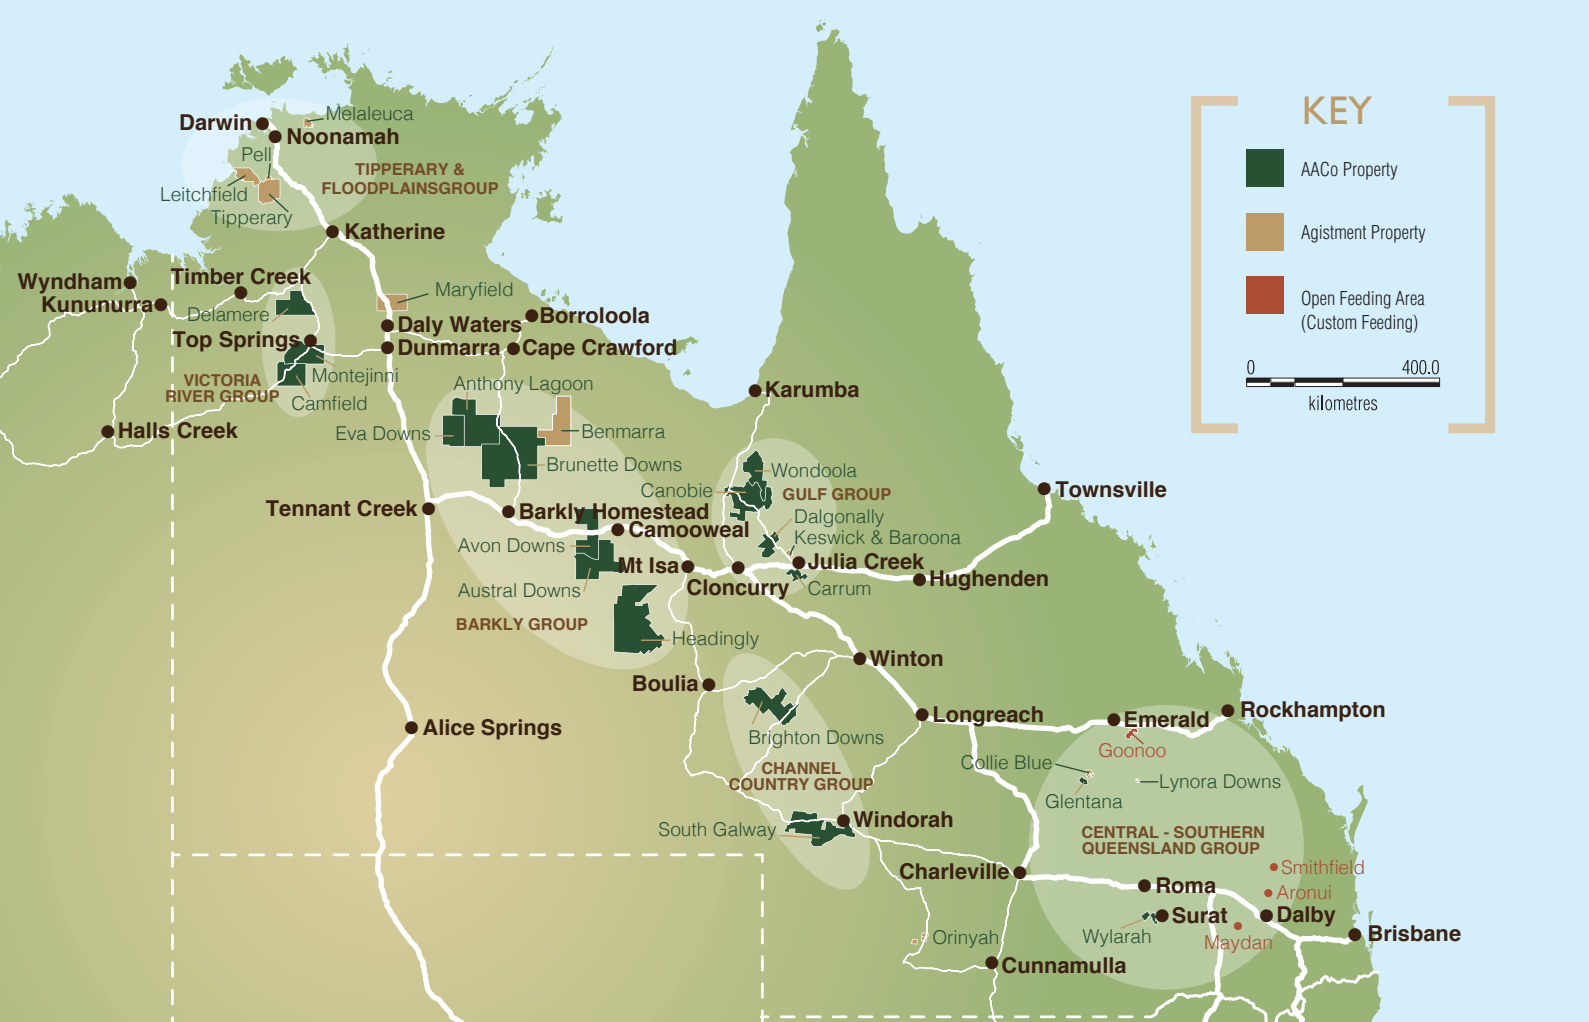 KEY
AACo Property
Agistment Property
Open Feeding Area
(Custom Feeding)
0 400.0
kilometres
Melaleuca
Darwin
Noonamah
Pell
TIPPERARY &
FLOODPLAINSGROUP
Leitchfield
Tipperary
Katherine
Wyndham
Timber Creek
Kununurra
Maryfield
Delamere
Daly Waters
Borroloola
Top Springs
Dunmarra
Cape Crawford
Montejinni
VICTORIA
RIVER GROUP
Camfield
Anthony Lagoon
Karumba
Halls Creek
Eva Downs
Benmarra
Brunette Downs
Wondoola
Canobie
GULF GROUP
Townsville
Tennant Creek
Barkly Homestead
Dalgonally
Camooweal
Keswick & Baroona
Avon Downs
Mt Isa
Julia Creek
Hughenden
Austral Downs
Cloncurry
Carrum
BARKLY GROUP
Headingly
Winton
Boulia
Longreach
Emerald
Rockhampton
Alice Springs
Brighton Downs
Goonoo
Collie Blue
CHANNEL
COUNTRY GROUP
Lynora Downs
Glentana
South Galway
Windorah
CENTRAL - SOUTHERN
QUEENSLAND GROUP
Smithfield
Charleville
Roma
Aronui
Surat
Dalby
Wylarah
Maydan
Brisbane
Orinyah
Cunnamulla